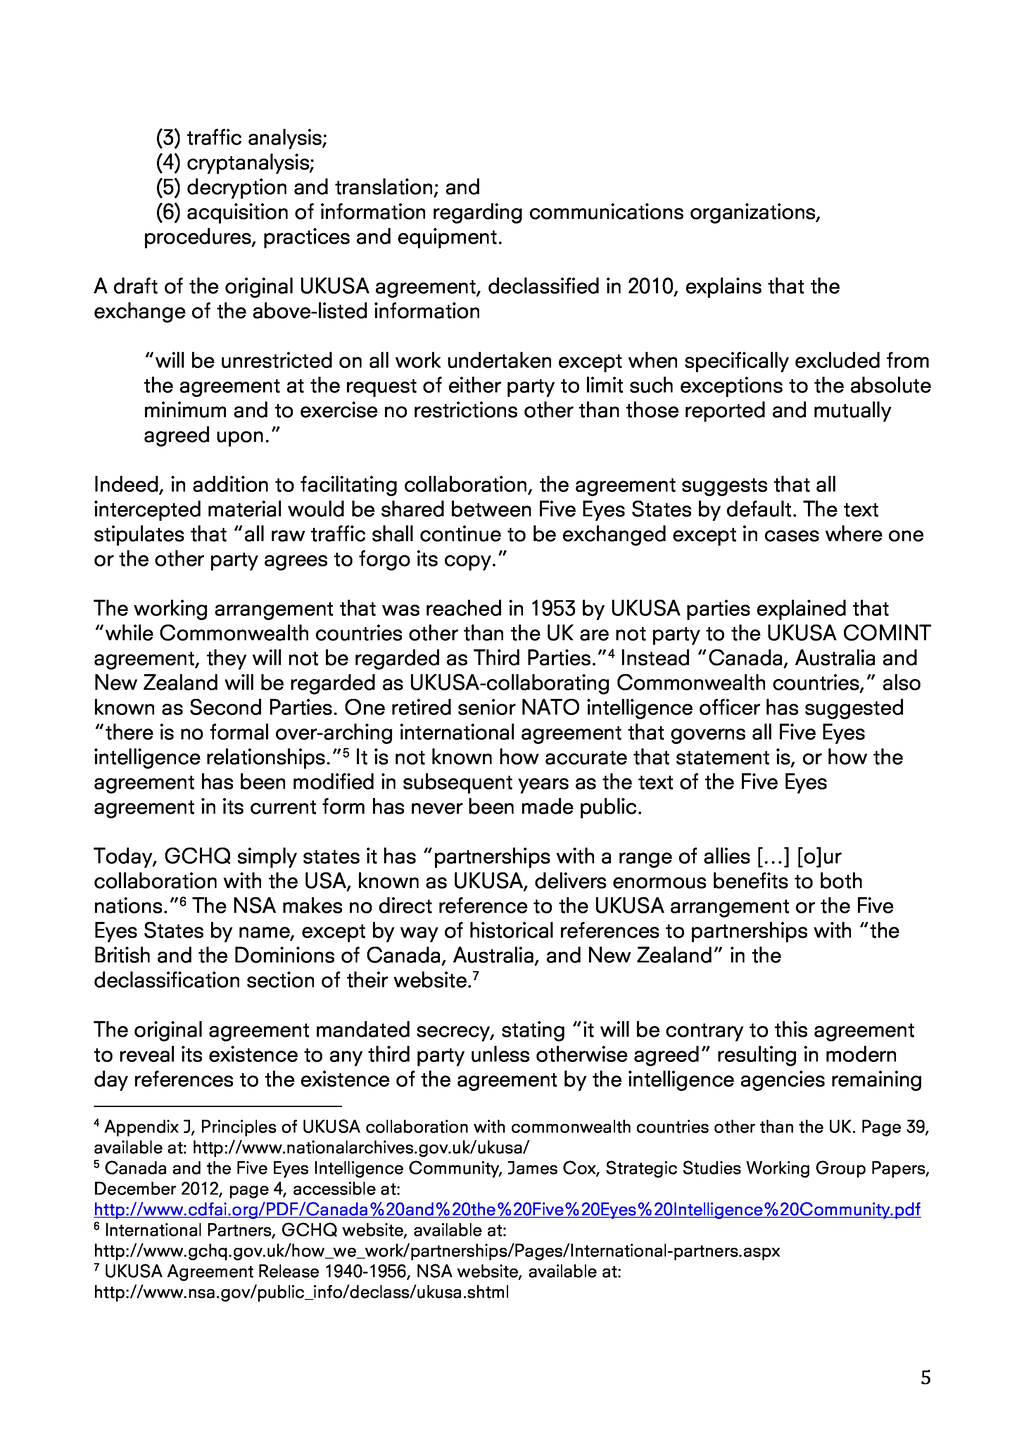 (3) traffic analysis;
(4) cryptanalysis;
(5) decryption and translation; and
(6) acquisition of information regarding communications organizations,
procedures, practices and equipment.
A draft of the original UKUSA agreement, declassified in 2010, explains that the
exchange of the above-listed information
“will be unrestricted on all work undertaken except when specifically excluded from
the agreement at the request of either party to limit such exceptions to the absolute
minimum and to exercise no restrictions other than those reported and mutually
agreed upon.”
Indeed, in addition to facilitating collaboration, the agreement suggests that all
intercepted material would be shared between Five Eyes States by default. The text
stipulates that “all raw traffic shall continue to be exchanged except in cases where one
or the other party agrees to forgo its copy.”
The working arrangement that was reached in 1953 by UKUSA parties explained that
“while Commonwealth countries other than the UK are not party to the UKUSA COMINT
agreement, they will not be regarded as Third Parties.”⁴ Instead “Canada, Australia and
New Zealand will be regarded as UKUSA-collaborating Commonwealth countries,” also
known as Second Parties. One retired senior NATO intelligence officer has suggested
“there is no formal over-arching international agreement that governs all Five Eyes
intelligence relationships.”⁵ It is not known how accurate that statement is, or how the
agreement has been modified in subsequent years as the text of the Five Eyes
agreement in its current form has never been made public.
Today, GCHQ simply states it has “partnerships with a range of allies […] [o]ur
collaboration with the USA, known as UKUSA, delivers enormous benefits to both
nations.”⁶ The NSA makes no direct reference to the UKUSA arrangement or the Five
Eyes States by name, except by way of historical references to partnerships with “the
British and the Dominions of Canada, Australia, and New Zealand” in the
declassification section of their website.⁷
The original agreement mandated secrecy, stating “it will be contrary to this agreement
to reveal its existence to any third party unless otherwise agreed” resulting in modern
day references to the existence of the agreement by the intelligence agencies remaining
⁴ Appendix J, Principles of UKUSA collaboration with commonwealth countries other than the UK. Page 39,
available at: http://www.nationalarchives.gov.uk/ukusa/
⁵ Canada and the Five Eyes Intelligence Community, James Cox, Strategic Studies Working Group Papers,
December 2012, page 4, accessible at:
http://www.cdfai.org/PDF/Canada%20and%20the%20Five%20Eyes%20Intelligence%20Community.pdf
⁶ International Partners, GCHQ website, available at:
http://www.gchq.gov.uk/how_we_work/partnerships/Pages/International-partners.aspx
⁷ UKUSA Agreement Release 1940-1956, NSA website, available at:
http://www.nsa.gov/public_info/declass/ukusa.shtml
5